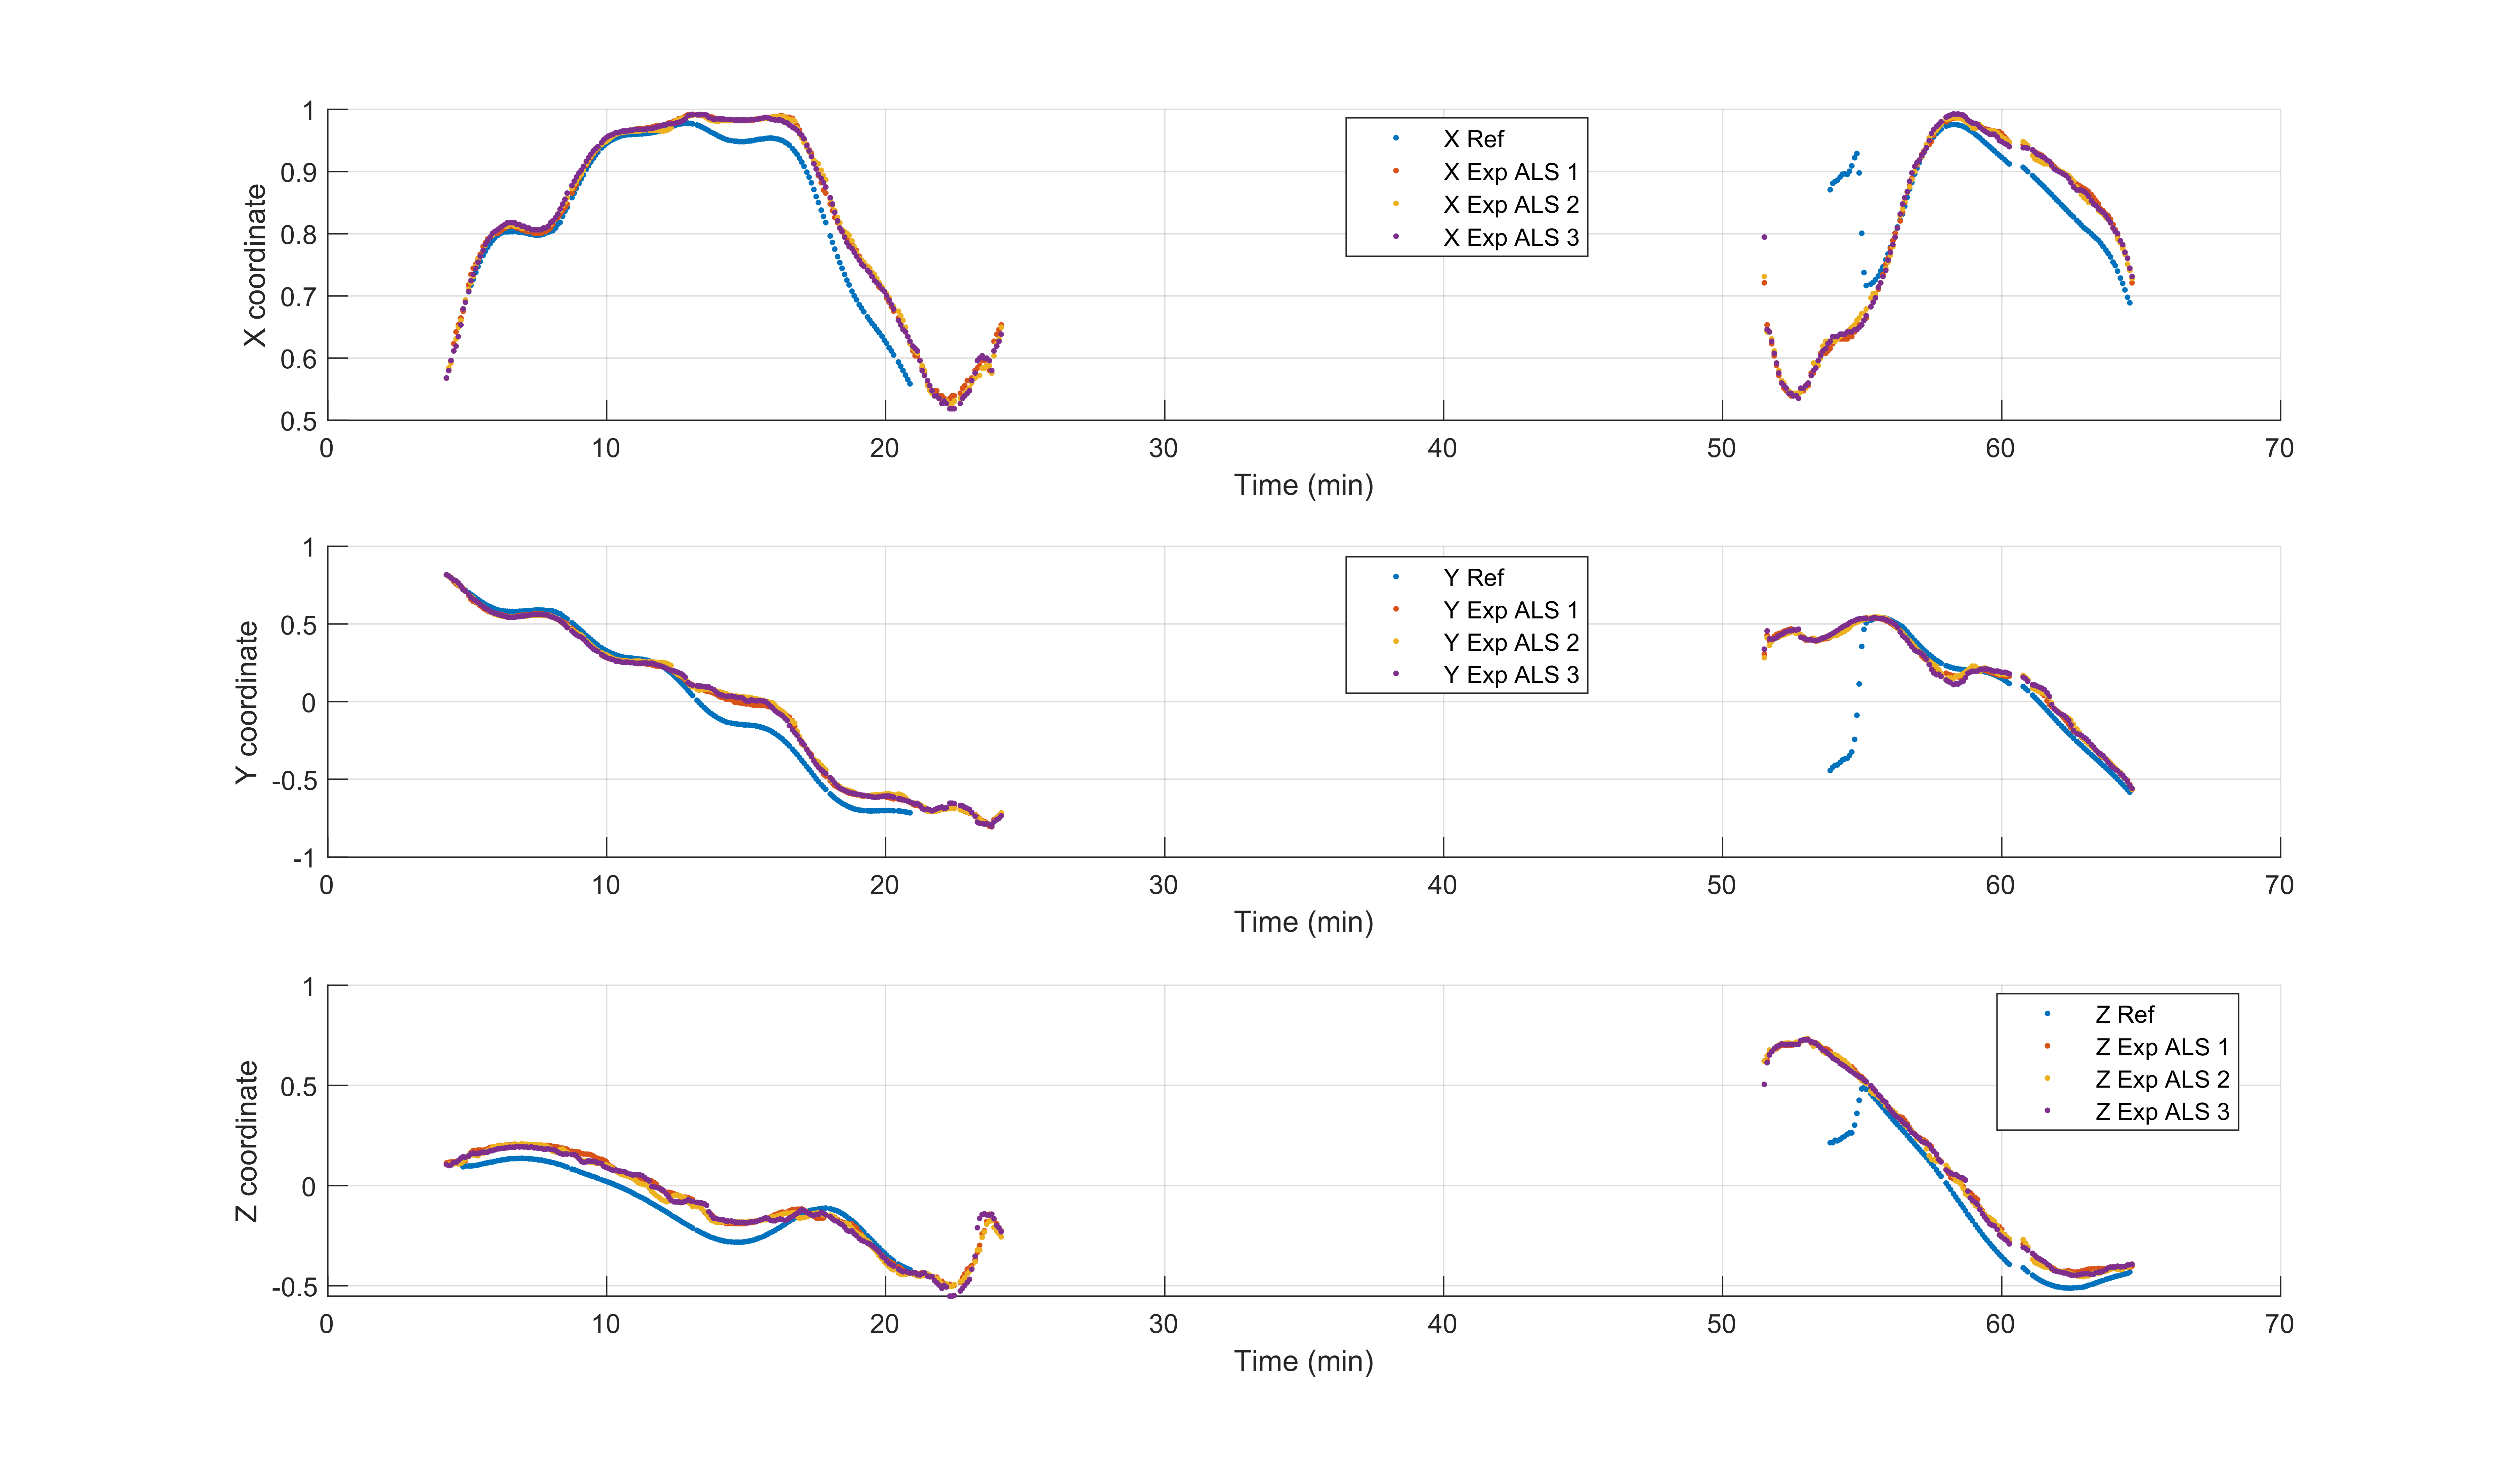 1
0.9
0.8
0.7
0.6
0.5
X coordinate
X Ref
X Exp ALS 1
X Exp ALS 2
X Exp ALS 3
0 10 20 30 40 50 60 70
Time (min)
1
0.5
0
-0.5
-1
Y coordinate
Y Ref
Y Exp ALS 1
Y Exp ALS 2
Y Exp ALS 3
0 10 20 30 40 50 60 70
Time (min)
1
0.5
0
-0.5
Z coordinate
Z Ref
Z Exp ALS 1
Z Exp ALS 2
Z Exp ALS 3
0 10 20 30 40 50 60 70
Time (min)